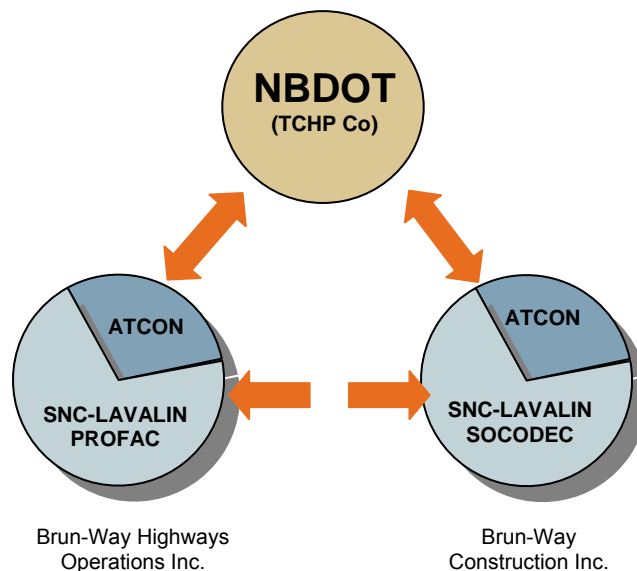 NBDOT
(TCHP Co)
ATCON
SNC-LAVALIN
PROFAC
ATCON
SNC-LAVALIN
SOCODEC
Brun-Way Highways
Operations Inc.
Brun-Way
Construction Inc.